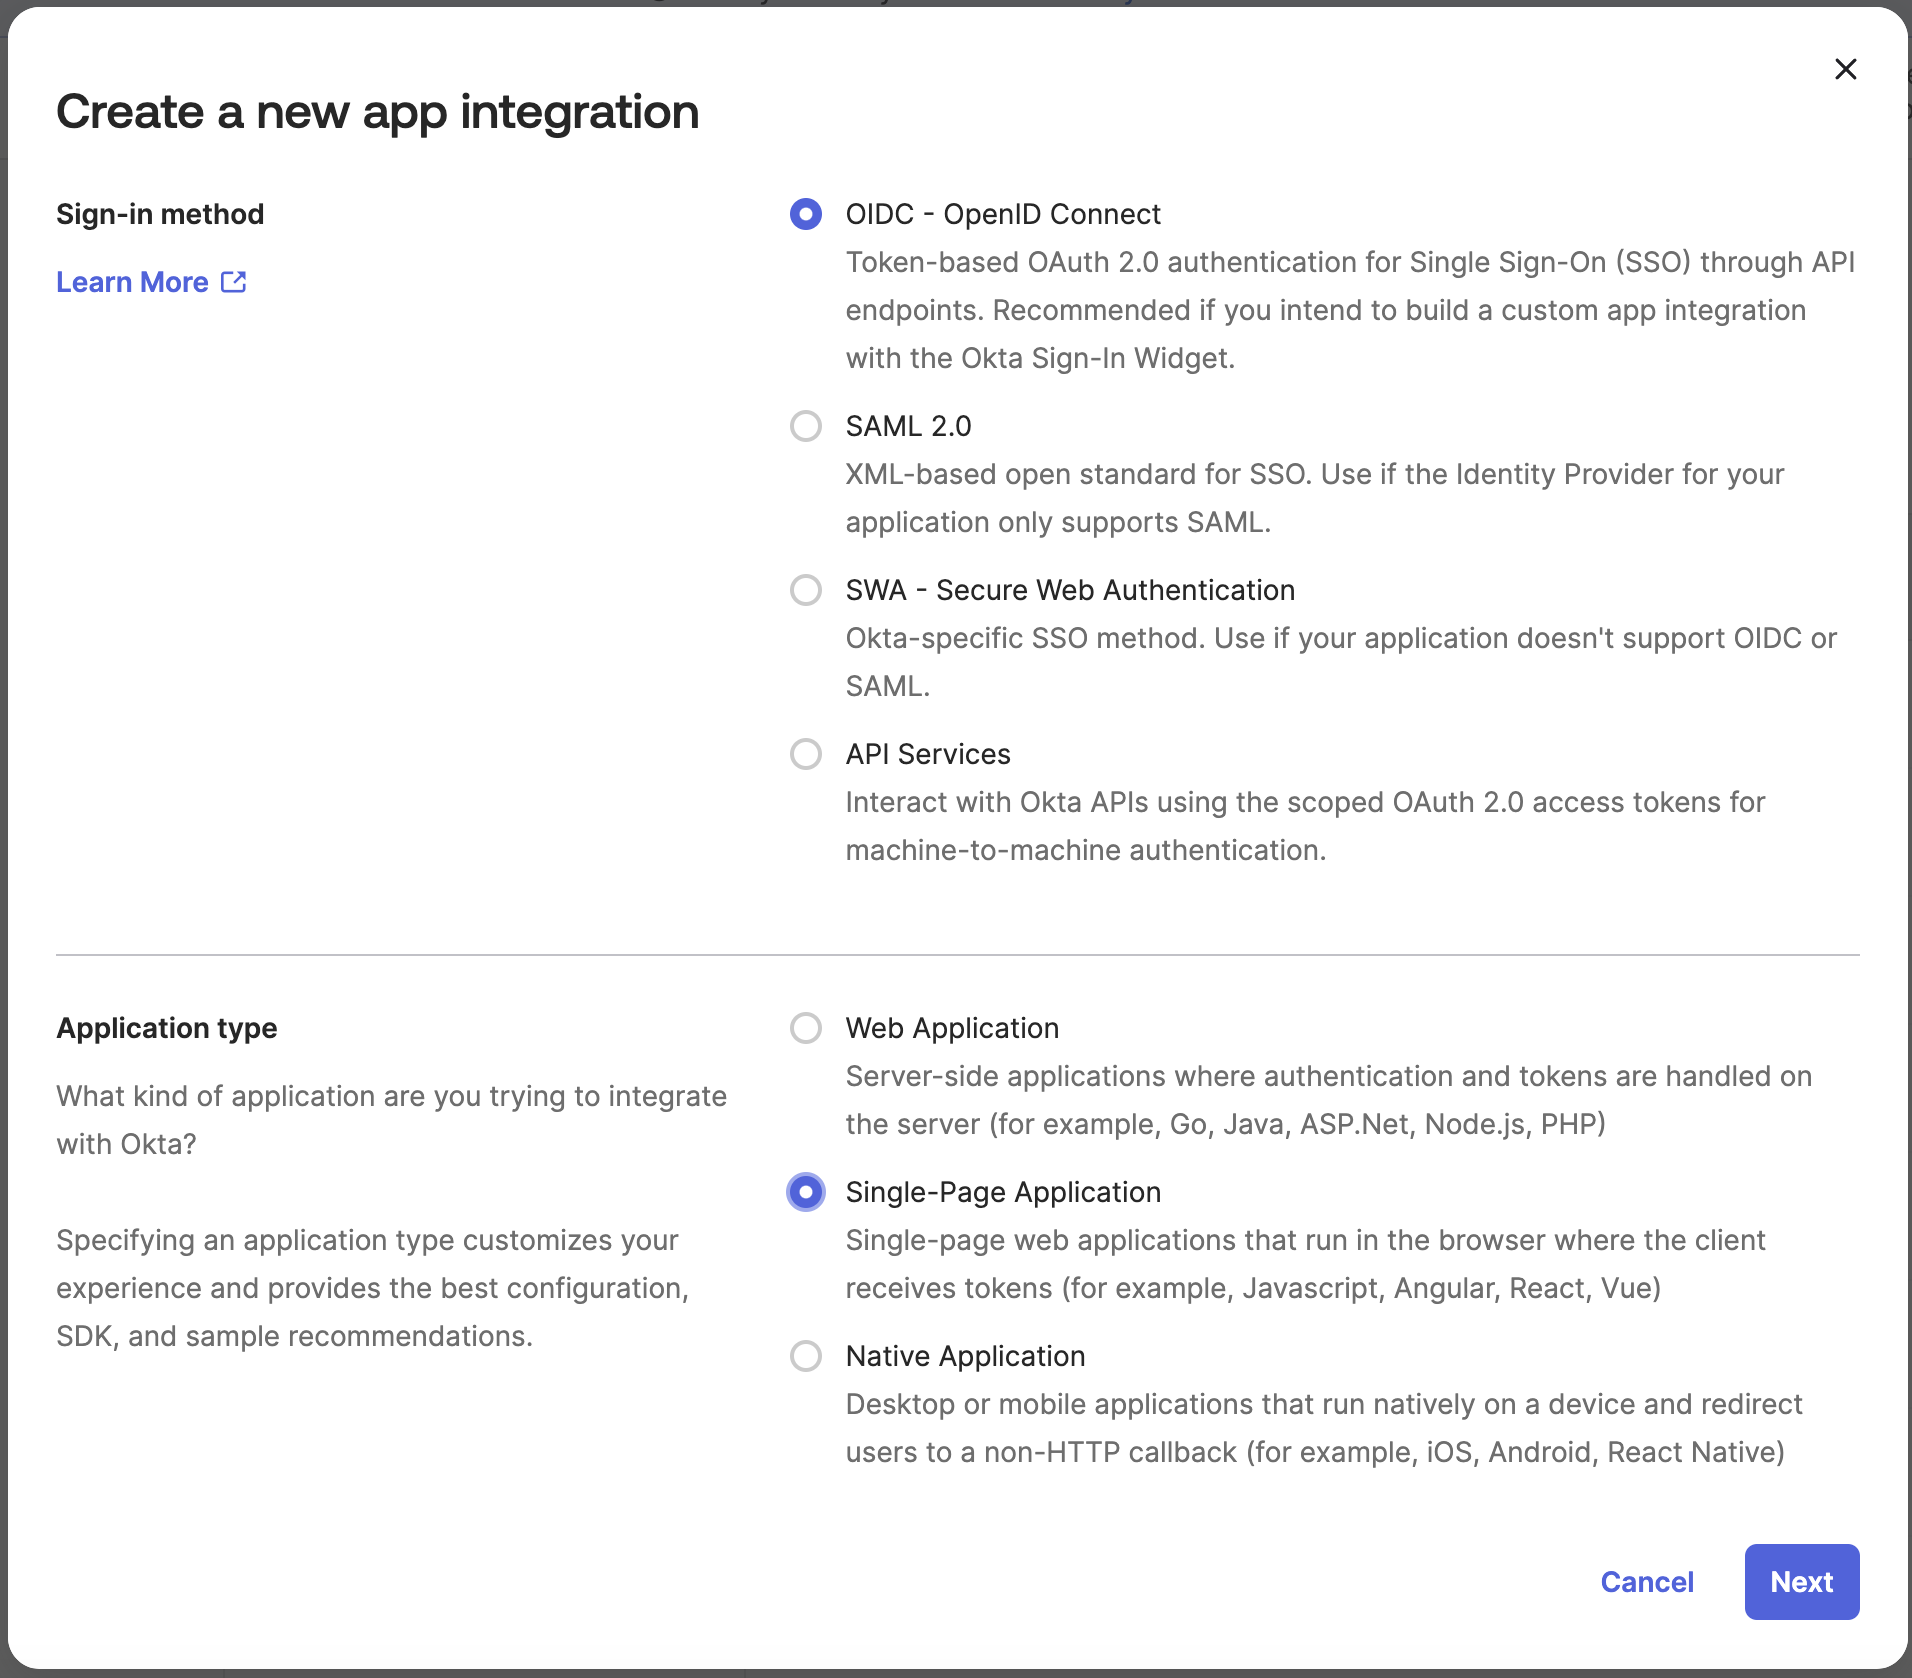 Create a new app integration
Sign-in method
Learn More
OIDC - OpenID Connect
Token-based OAuth 2.0 authentication for Single Sign-On (SSO) through API
endpoints. Recommended if you intend to build a custom app integration
with the Okta Sign-In Widget.
SAML 2.0
XML-based open standard for SSO. Use if the Identity Provider for your
application only supports SAML.
SWA - Secure Web Authentication
Okta-specific SSO method. Use if your application doesn't support OIDC or
SAML.
API Services
Interact with Okta APIs using the scoped OAuth 2.0 access tokens for
machine-to-machine authentication.
Application type
What kind of application are you trying to integrate
with Okta?
Specifying an application type customizes your
experience and provides the best configuration,
SDK, and sample recommendations.
Web Application
Server-side applications where authentication and tokens are handled on
the server (for example, Go, Java, ASP.Net, Node.js, PHP)
Single-Page Application
Single-page web applications that run in the browser where the client
receives tokens (for example, Javascript, Angular, React, Vue)
Native Application
Desktop or mobile applications that run natively on a device and redirect
users to a non-HTTP callback (for example, iOS, Android, React Native)
Cancel
Next